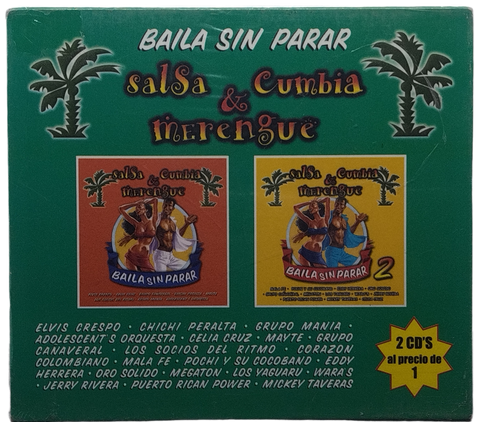 BAILA SIN PARAR
Salsa Cumbia
&
merengue
Salsa Cumbia
&
merengue
BAILA SIN PARAR
Salsa Cumbia
&
merengue
BAILA SIN PARAR 2
ELVIS CRESPO · CHICHI PERALTA · GRUPO MANIA ·
ADOLESCENT'S ORQUESTA · CELIA CRUZ · MAYTE · GRUPO
CANAVERAL · LOS SOCIOS DEL RITMO · CORAZON
COLOMBIANO · MALA FE · POCHY Y SU COCOBAND · EDDY
HERRERA · ORO SOLIDO · MEGATON · LOS YAGUARU · WARA'S
· JERRY RIVERA · PUERTO RICAN POWER · MICKEY TAVERAS
2 CD'S
al precio de
1